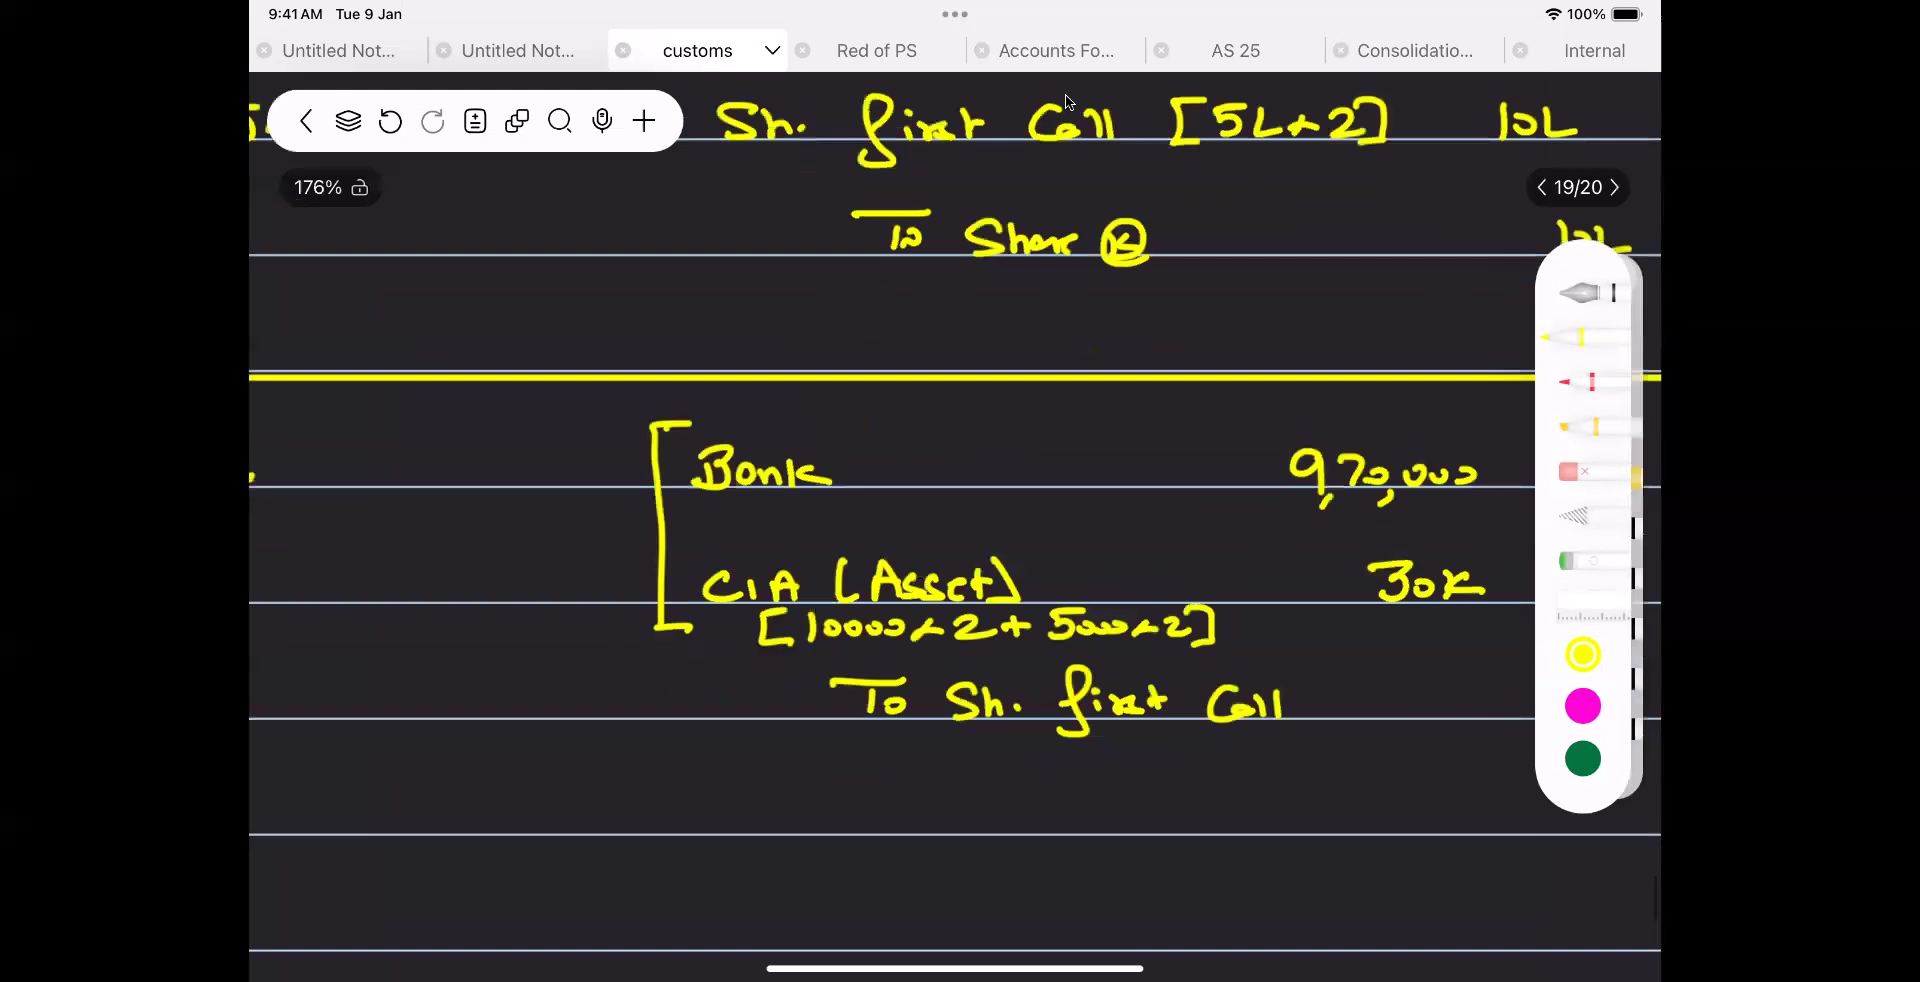 9:41 AM Tue 9 Jan
100%
Untitled Not...
Untitled Not...
customs
Red of PS
Accounts Fo...
AS 25
Consolidatio...
Internal
Sh. first Call [5L×2] 10L
176%
19/20
To Share Ⓚ
10L
Bank 9,70,000
CIA (Asset) 30K
[10000×2+ 5000×2]
To Sh. first Call